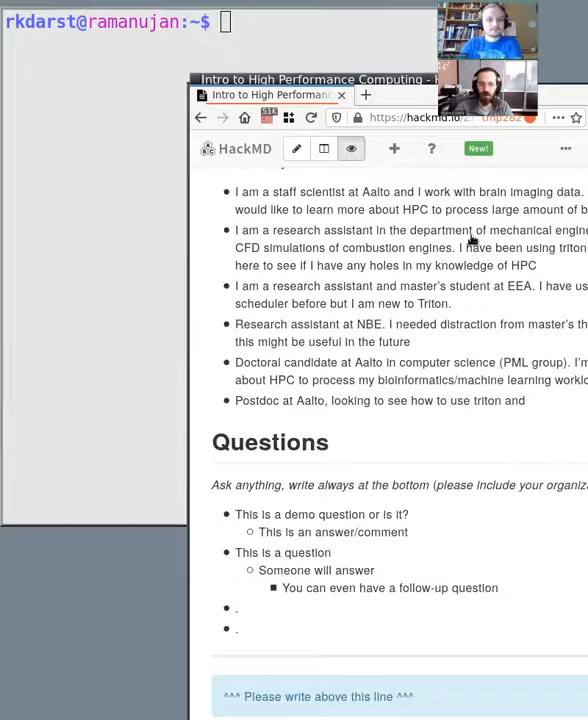 rkdarst@ramanujan:~$
Intro to High Performance Computing -
Intro to High Performanc
51K
https://hackmd.io/
tmp282
HackMD
New!
I am a staff scientist at Aalto and I work with brain imaging data.
would like to learn more about HPC to process large amount of b
I am a research assistant in the department of mechanical engine
CFD simulations of combustion engines. I have been using triton
here to see if I have any holes in my knowledge of HPC
I am a research assistant and master's student at EEA. I have us
scheduler before but I am new to Triton.
Research assistant at NBE. I needed distraction from master's th
this might be useful in the future
Doctoral candidate at Aalto in computer science (PML group). I'm
about HPC to process my bioinformatics/machine learning worklo
Postdoc at Aalto, looking to see how to use triton and
Questions
Ask anything, write always at the bottom (please include your organiza
This is a demo question or is it?
This is an answer/comment
This is a question
Someone will answer
You can even have a follow-up question
.
.
^^^ Please write above this line ^^^